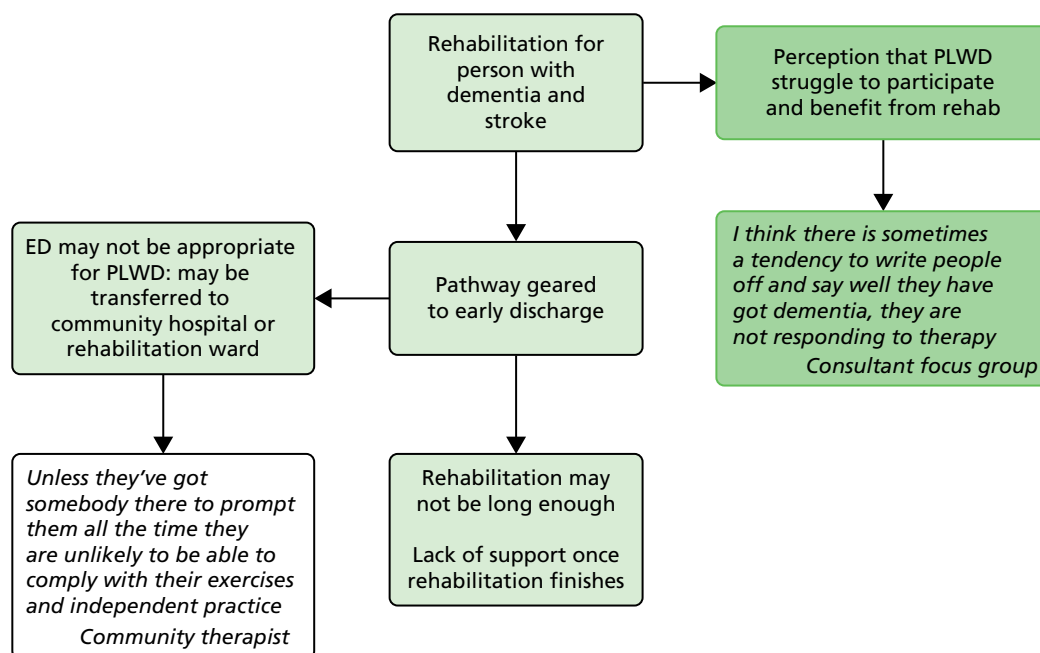 Rehabilitation for
person with
dementia and
stroke
Perception that PLWD
struggle to participate
and benefit from rehab
I think there is sometimes
a tendency to write people
off and say well they have
got dementia, they are
not responding to therapy
Consultant focus group
ED may not be appropriate
for PLWD: may be
transferred to
community hospital or
rehabilitation ward
Pathway geared
to early discharge
Unless they’ve got
somebody there to prompt
them all the time they
are unlikely to be able to
comply with their exercises
and independent practice
Community therapist
Rehabilitation may
not be long enough
Lack of support once
rehabilitation finishes